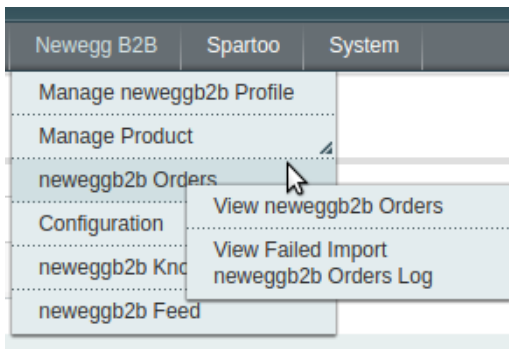 Newegg B2B Spartoo System
Manage neweggb2b Profile
Manage Product
neweggb2b Orders
View neweggb2b Orders
Configuration
View Failed Import
neweggb2b Orders Log
neweggb2b Kno
neweggb2b Feed